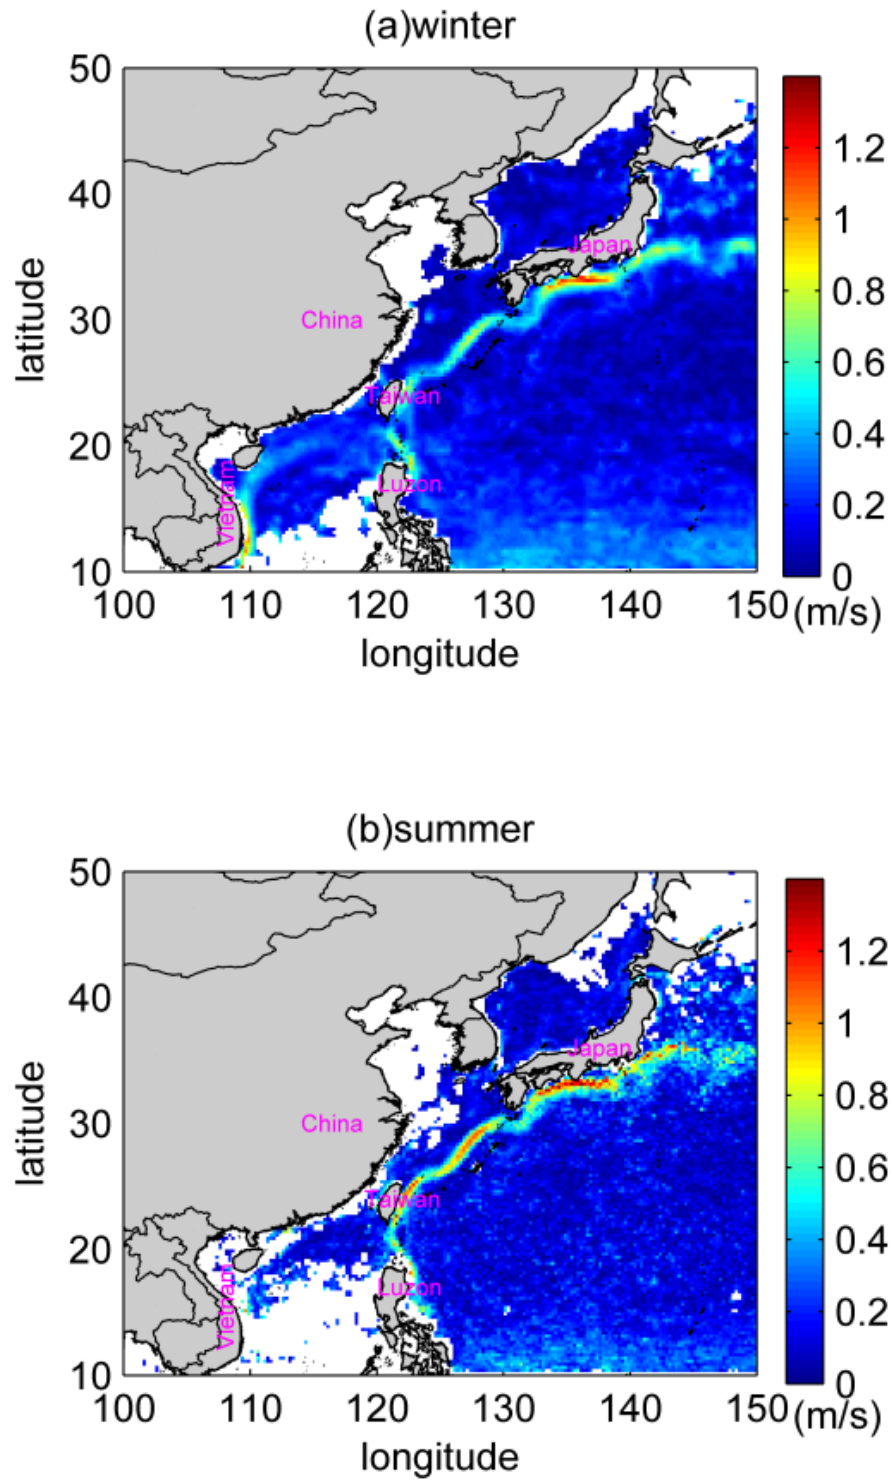 (a)winter
50
40
30
20
10
latitude
100 110 120 130 140 150
longitude
China
Japan
Taiwan
Luzon
Vietnam
1.2
1
0.8
0.6
0.4
0.2
0
(m/s)
(b)summer
50
40
30
20
10
latitude
100 110 120 130 140 150
longitude
China
Japan
Taiwan
Luzon
Vietnam
1.2
1
0.8
0.6
0.4
0.2
0
(m/s)